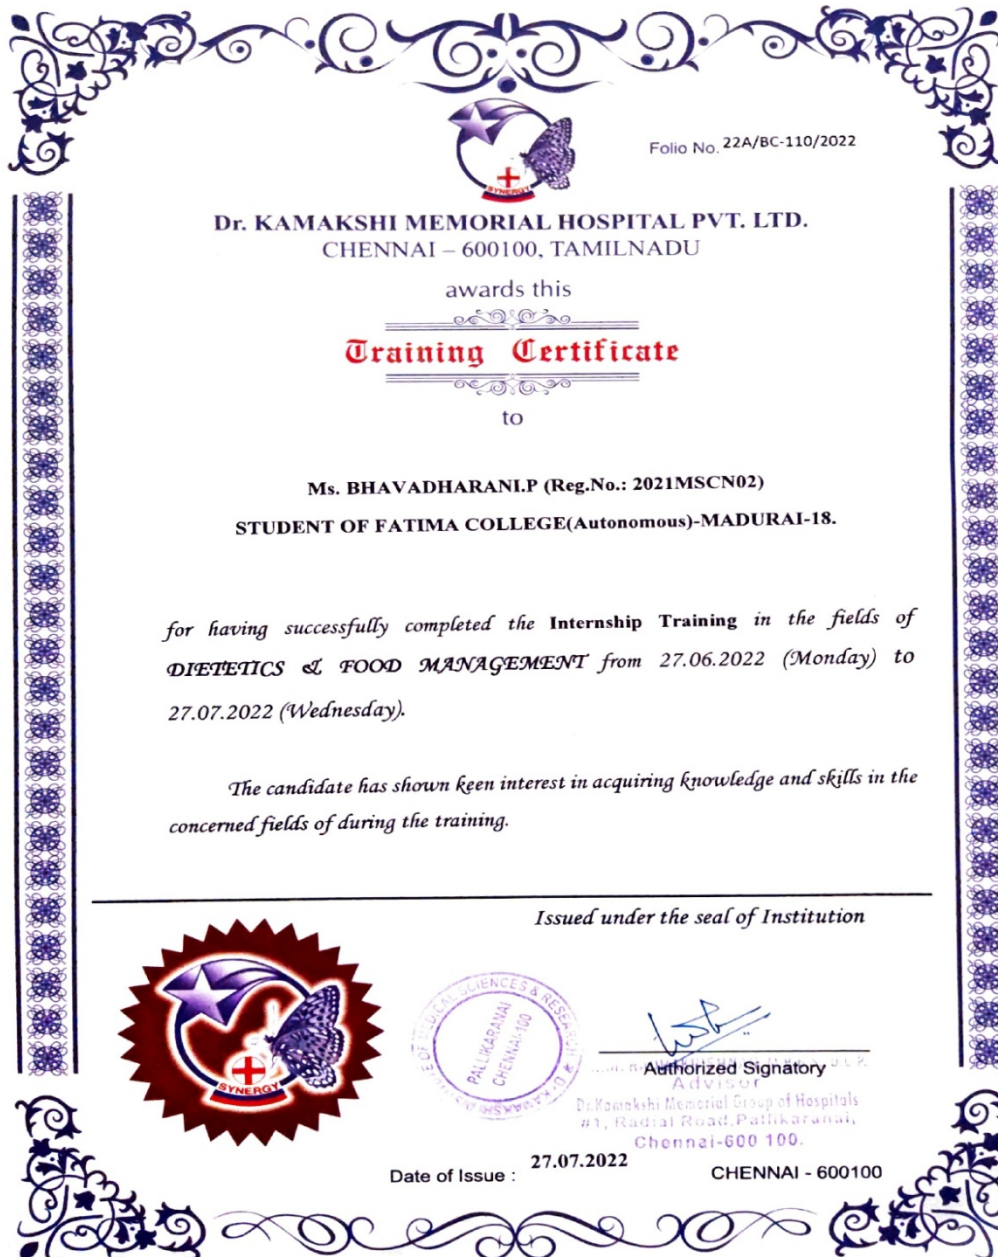 Folio No. 22A/BC-110/2022
SYNERGY
Dr. KAMAKSHI MEMORIAL HOSPITAL PVT. LTD.
CHENNAI – 600100, TAMILNADU
awards this
Training Certificate
to
Ms. BHAVADHARANI.P (Reg.No.: 2021MSCN02)
STUDENT OF FATIMA COLLEGE(Autonomous)-MADURAI-18.
for having successfully completed the Internship Training in the fields of
DIETETICS & FOOD MANAGEMENT from 27.06.2022 (Monday) to
27.07.2022 (Wednesday).
The candidate has shown keen interest in acquiring knowledge and skills in the
concerned fields of during the training.
Issued under the seal of Institution
SYNERGY
MEDICAL SCIENCES & RESEARCH
PALLIKARANAI
CHENNAI-100
Authorized Signatory
Advisor
Dr.Kamakshi Memorial Group of Hospitals
#1, Radial Road, Pallikaranai,
Chennai-600 100.
Date of Issue : 27.07.2022
CHENNAI - 600100